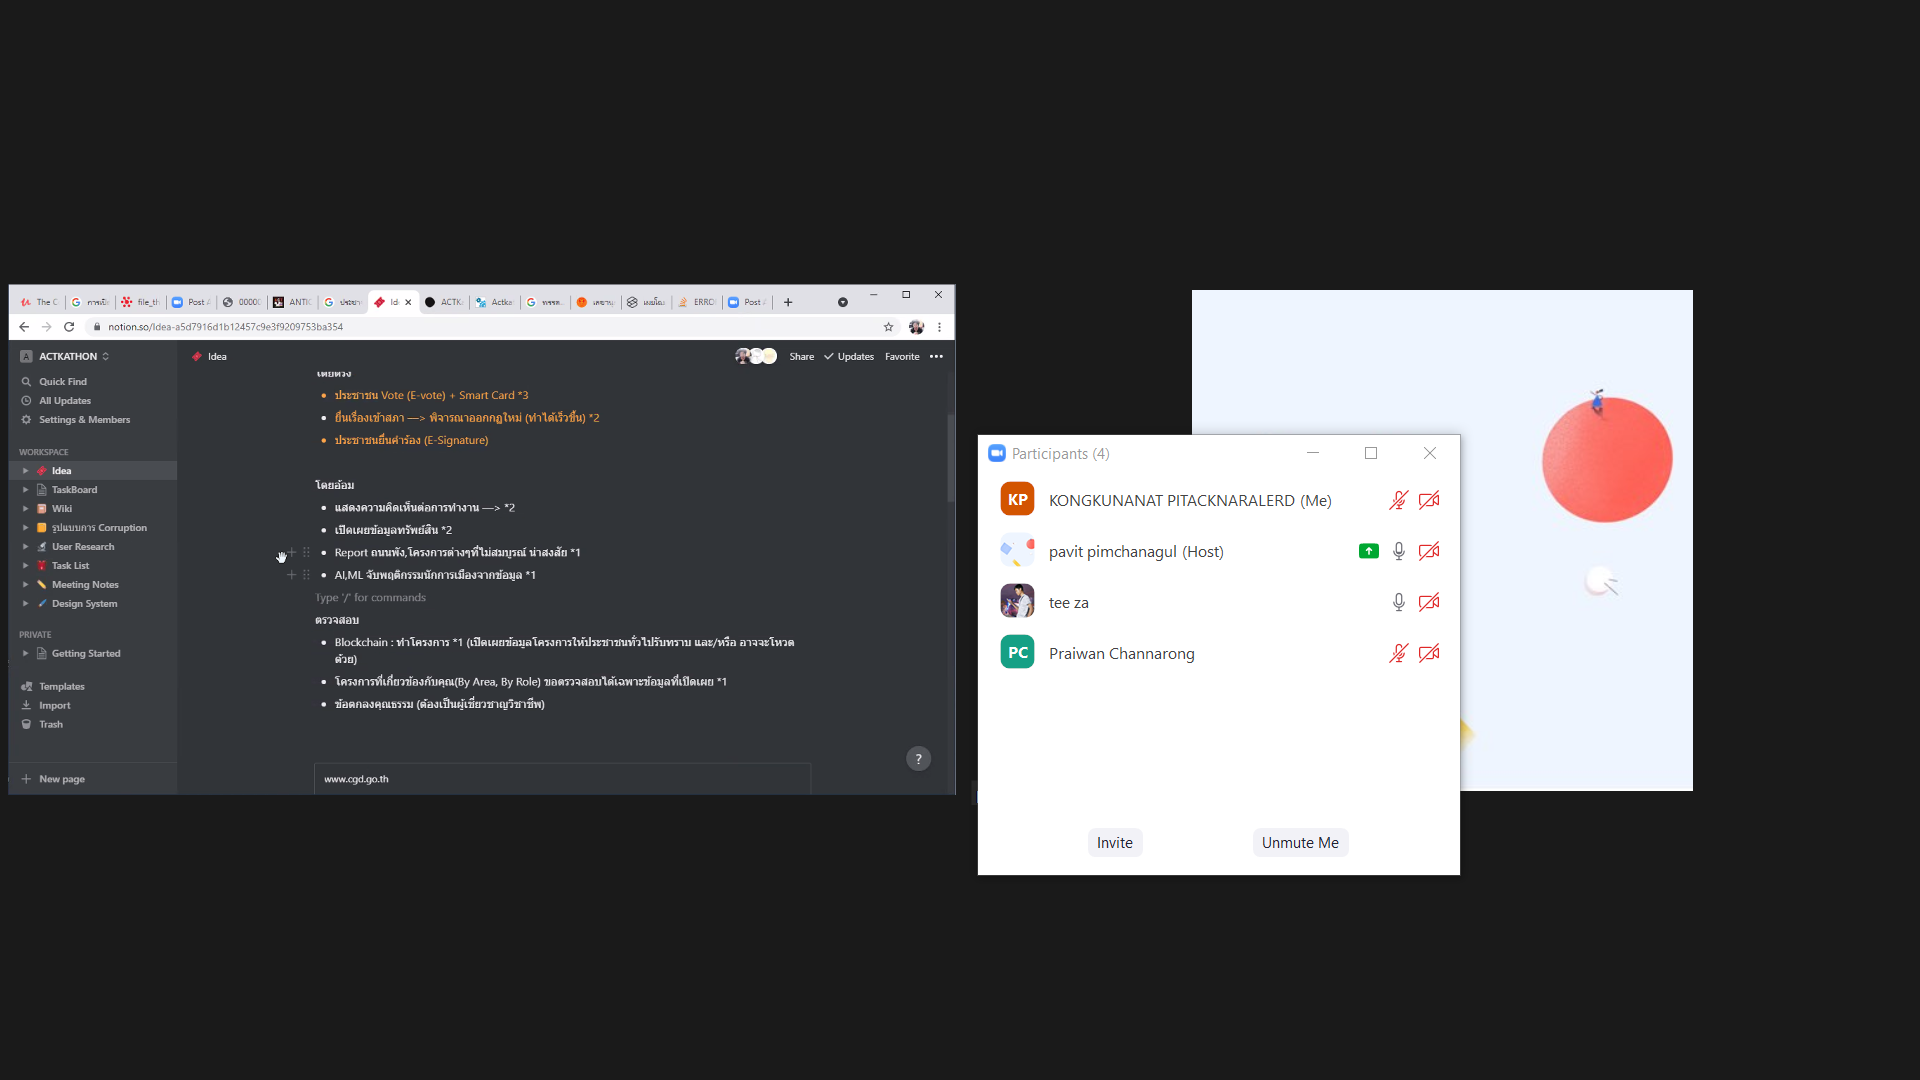 The C
การเปิ
file_th
Post A
00000
ANTI
ประชา
Id
ACTK
Actka
เลขาน
ERRO
Post
notion.so/Idea-a5d7916d1b12457c9e3f9209753ba354
A ACTKATHON
Idea
Share
Updates
Favorite
Quick Find
All Updates
Settings & Members
WORKSPACE
Idea
TaskBoard
Wiki
รูปแบบการ Corruption
User Research
Task List
Meeting Notes
Design System
PRIVATE
Getting Started
Templates
Import
Trash
New page
ประชาชน Vote (E-vote) + Smart Card *3
ยื่นเรื่องเข้าสภา —> พิจารณาออกกฏใหม่ (ทำได้เร็วขึ้น) *2
ประชาชนยื่นคำร้อง (E-Signature)
โดยอ้อม
แสดงความคิดเห็นต่อการทำงาน —> *2
เปิดเผยข้อมูลทรัพย์สิน *2
Report ถนนพัง,โครงการต่างๆที่ไม่สมบูรณ์ น่าสงสัย *1
AI,ML จับพฤติกรรมนักการเมืองจากข้อมูล *1
Type '/' for commands
ตรวจสอบ
Blockchain : ทำโครงการ *1 (เปิดเผยข้อมูลโครงการให้ประชาชนทั่วไปรับทราบ และ/หรือ อาจจะโหวต
ด้วย)
โครงการที่เกี่ยวข้องกับคุณ(By Area, By Role) ขอตรวจสอบได้เฉพาะข้อมูลที่เปิดเผย *1
ข้อตกลงคุณธรรม (ต้องเป็นผู้เชี่ยวชาญวิชาชีพ)
www.cgd.go.th
?
Participants (4)
KP KONGKUNANAT PITACKNARALERD (Me)
pavit pimchanagul (Host)
tee za
PC Praiwan Channarong
Invite
Unmute Me